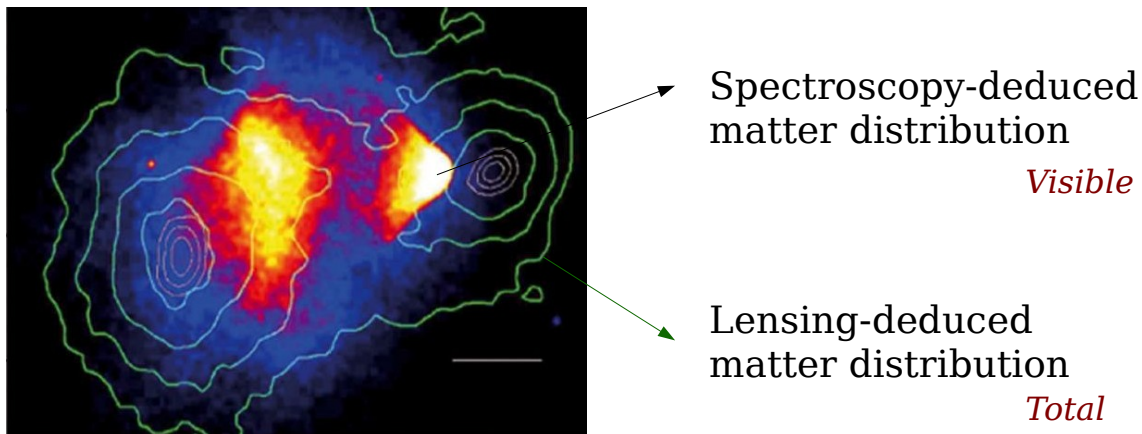 Spectroscopy-deduced
matter distribution
Visible
Lensing-deduced
matter distribution
Total